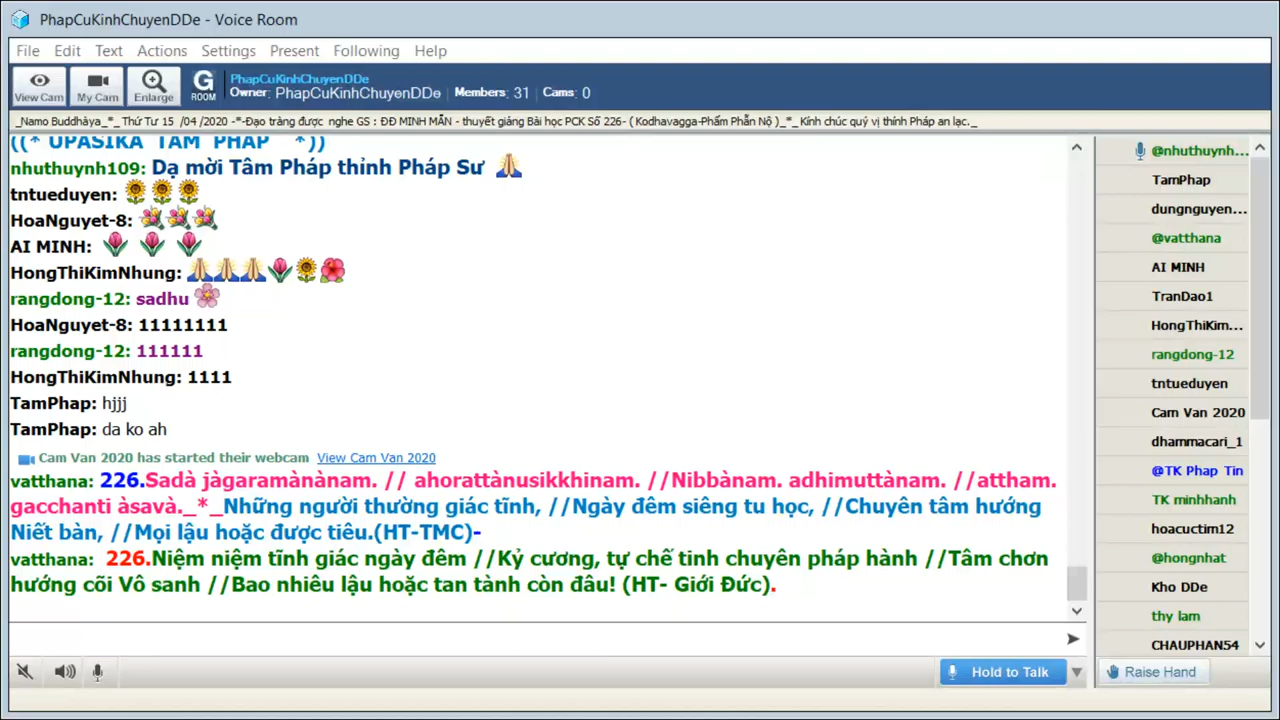 PhapCuKinhChuyenDDe - Voice Room
File Edit Text Actions Settings Present Following Help
View Cam My Cam Enlarge G ROOM
PhapCuKinhChuyenDDe
Owner: PhapCuKinhChuyenDDe Members: 31 Cams: 0
_Namo Buddhàya_*_ Thứ Tư 15 /04 /2020 -*-Đạo tràng được nghe GS : ĐĐ MINH MẪN - thuyết giảng Bài học PCK Số 226- ( Kodhavagga-Phẩm Phẫn Nộ )_*_ Kính chúc quý vị thính Pháp an lạc._
((* UPASIKA TAM PHAP *))
nhuthuynh109: Dạ mời Tâm Pháp thỉnh Pháp Sư
tntueduyen:
HoaNguyet-8:
AI MINH:
HongThiKimNhung:
rangdong-12: sadhu
HoaNguyet-8: 11111111
rangdong-12: 111111
HongThiKimNhung: 1111
TamPhap: hjjj
TamPhap: da ko ah
Cam Van 2020 has started their webcam View Cam Van 2020
vatthana: 226.Sadà jàgaramànànam. // ahorattànusikkhinam. //Nibbànam. adhimuttànam. //attham.
gacchanti àsavà._*_Những người thường giác tĩnh, //Ngày đêm siêng tu học, //Chuyên tâm hướng
Niết bàn, //Mọi lậu hoặc được tiêu.(HT-TMC)-
vatthana: 226.Niệm niệm tĩnh giác ngày đêm //Kỷ cương, tự chế tinh chuyên pháp hành //Tâm chơn
hướng cõi Vô sanh //Bao nhiêu lậu hoặc tan tành còn đâu! (HT- Giới Đức).
@nhuthuynh...
TamPhap
dungnguyen...
@vatthana
AI MINH
TranDao1
HongThiKim...
rangdong-12
tntueduyen
Cam Van 2020
dhammacari_1
@TK Phap Tin
TK minhhanh
hoacuctim12
@hongnhat
Kho DDe
thy lam
CHAUPHAN54
Hold to Talk
Raise Hand